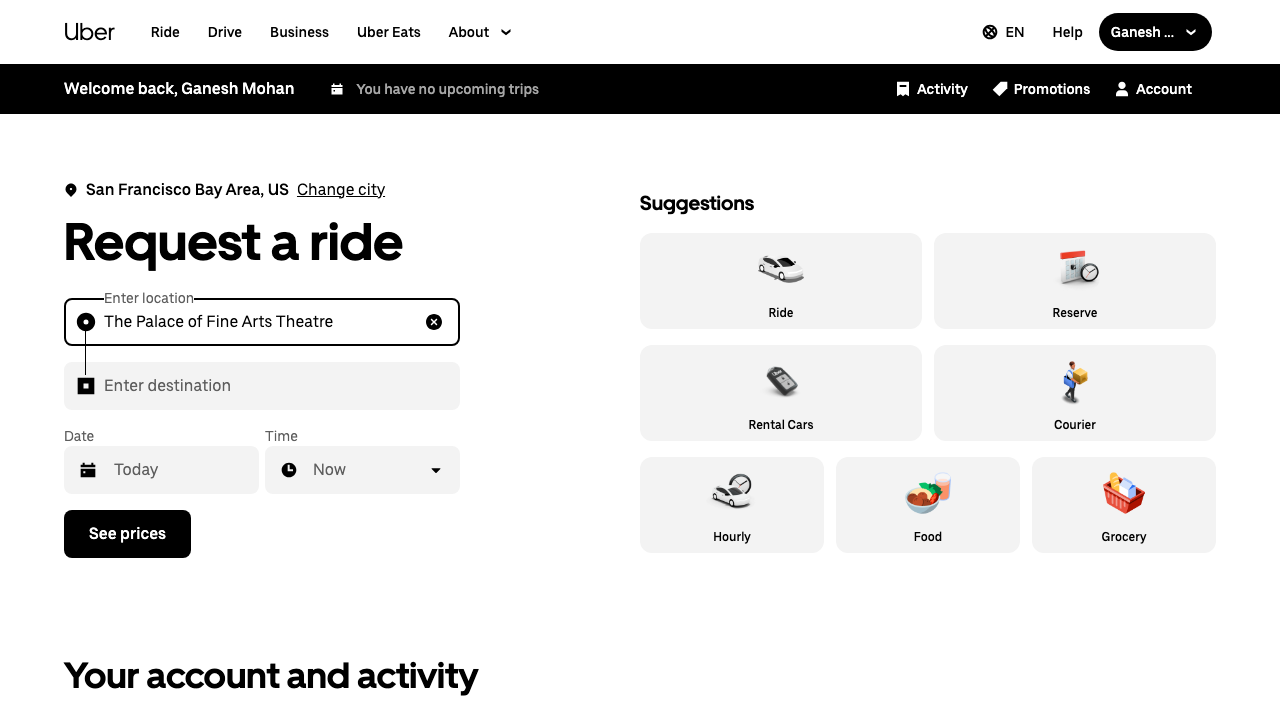 Uber
Ride
Drive
Business
Uber Eats
About
EN
Help
Ganesh ...
Welcome back, Ganesh Mohan
You have no upcoming trips
Activity
Promotions
Account
San Francisco Bay Area, US
Change city
Request a ride
Enter location
The Palace of Fine Arts Theatre
Enter destination
Date
Time
Today
Now
See prices
Suggestions
Ride
Reserve
Rental Cars
Courier
Hourly
Food
Grocery
Your account and activity